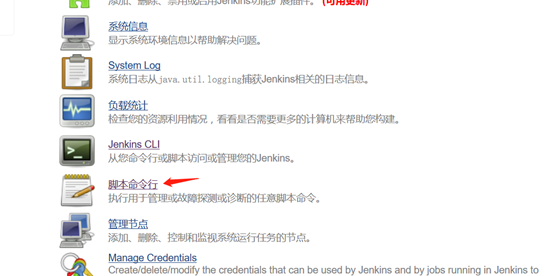 添加、删除、禁用或启用Jenkins功能扩展插件。 (可用更新)
系统信息
显示系统环境信息以帮助解决问题。
System Log
系统日志从java.util.logging捕获Jenkins相关的日志信息。
负载统计
检查您的资源利用情况，看看是否需要更多的计算机来帮助您构建。
Jenkins CLI
从您命令行或脚本访问或管理您的Jenkins。
脚本命令行
执行用于管理或故障探测或诊断的任意脚本命令。
管理节点
添加、删除、控制和监视系统运行任务的节点。
Manage Credentials
Create/delete/modify the credentials that can be used by Jenkins and by jobs running in Jenkins to